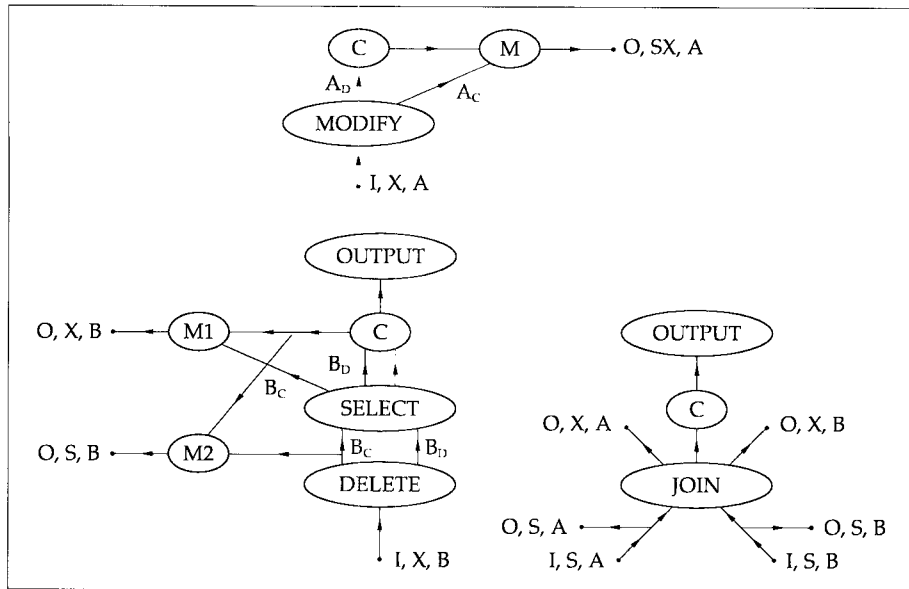 C
M
O, SX, A
A_D
A_C
MODIFY
I, X, A
OUTPUT
O, X, B
M1
C
B_D
B_C
SELECT
O, S, B
M2
B_C
B_D
DELETE
I, X, B
OUTPUT
C
O, X, A
O, X, B
JOIN
O, S, A
O, S, B
I, S, A
I, S, B